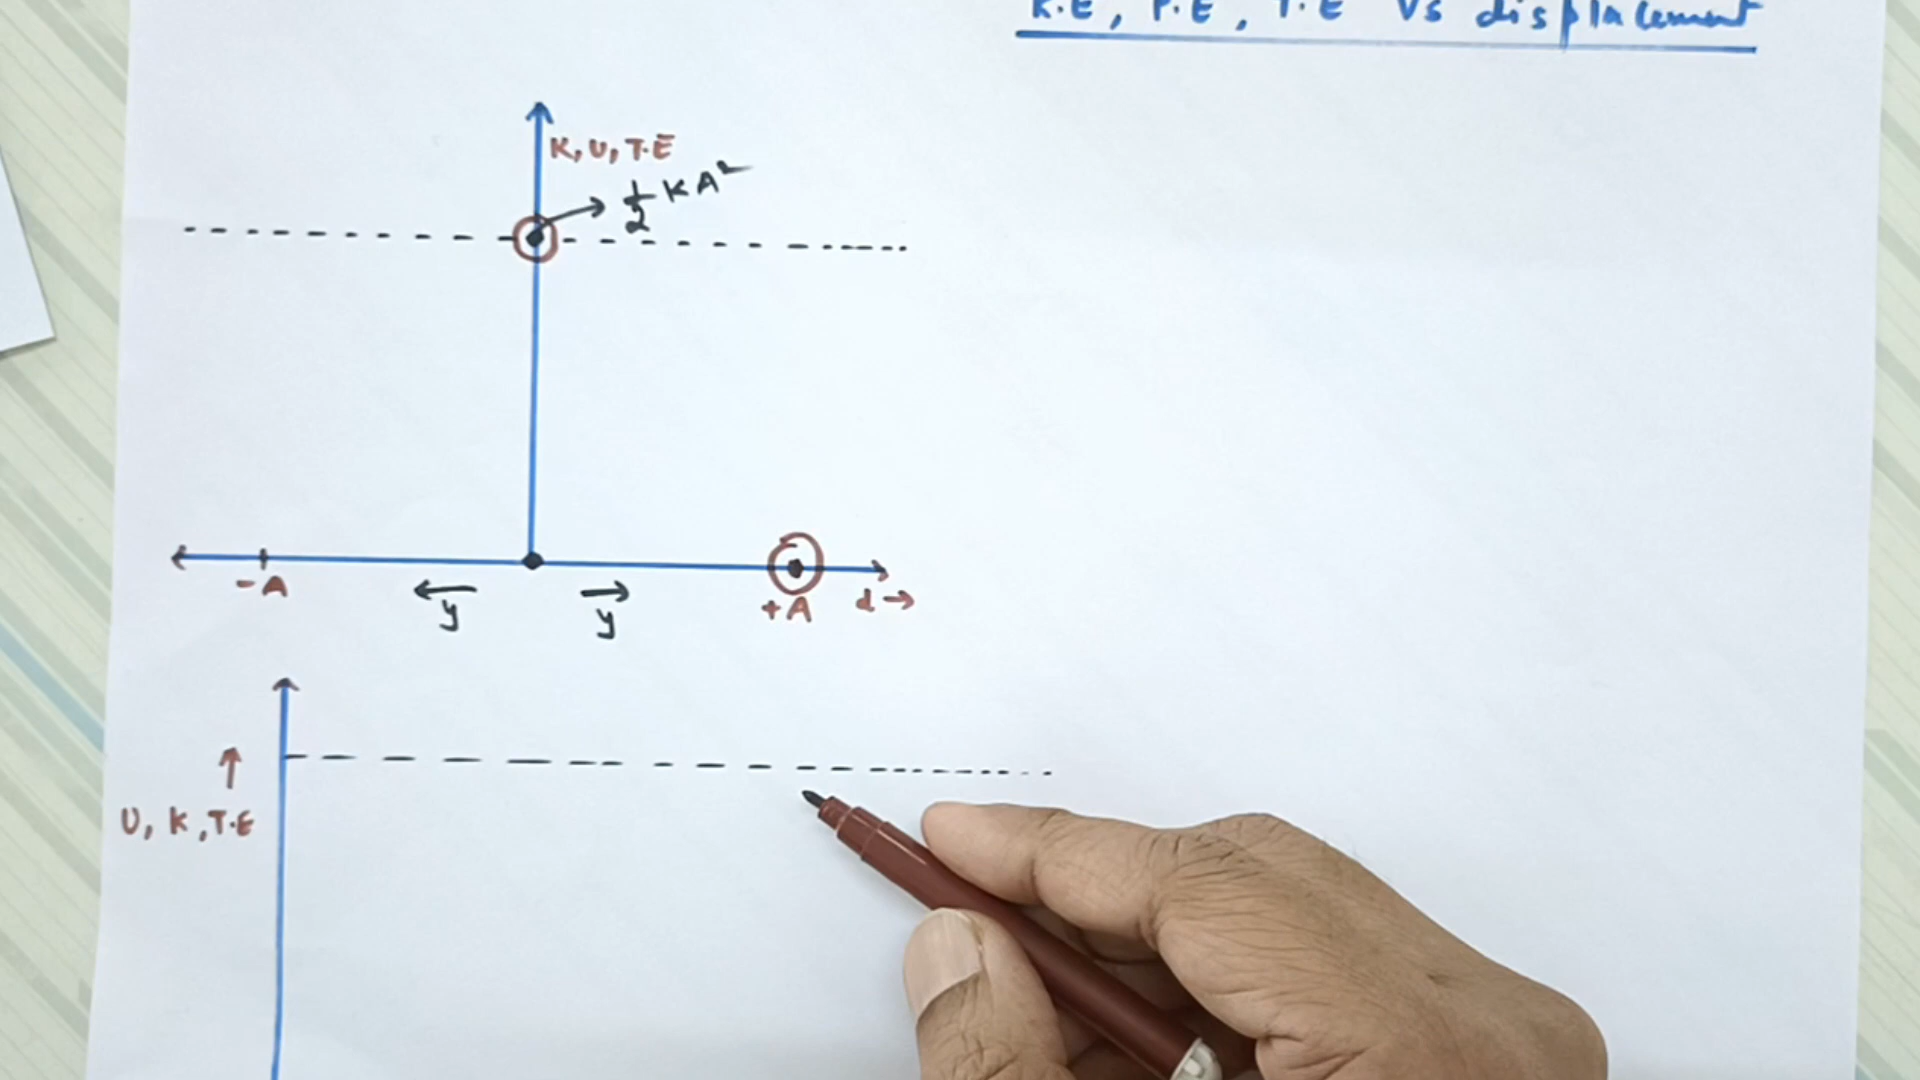 K.E, P.E, T.E Vs displacement
K, U, T.E
1/2 KA²
-A
y
y
+A
d→
U, K, T.E